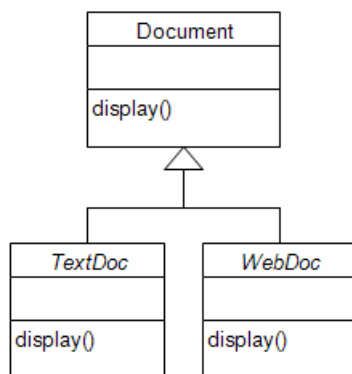 Document
display()
TextDoc
WebDoc
display()
display()